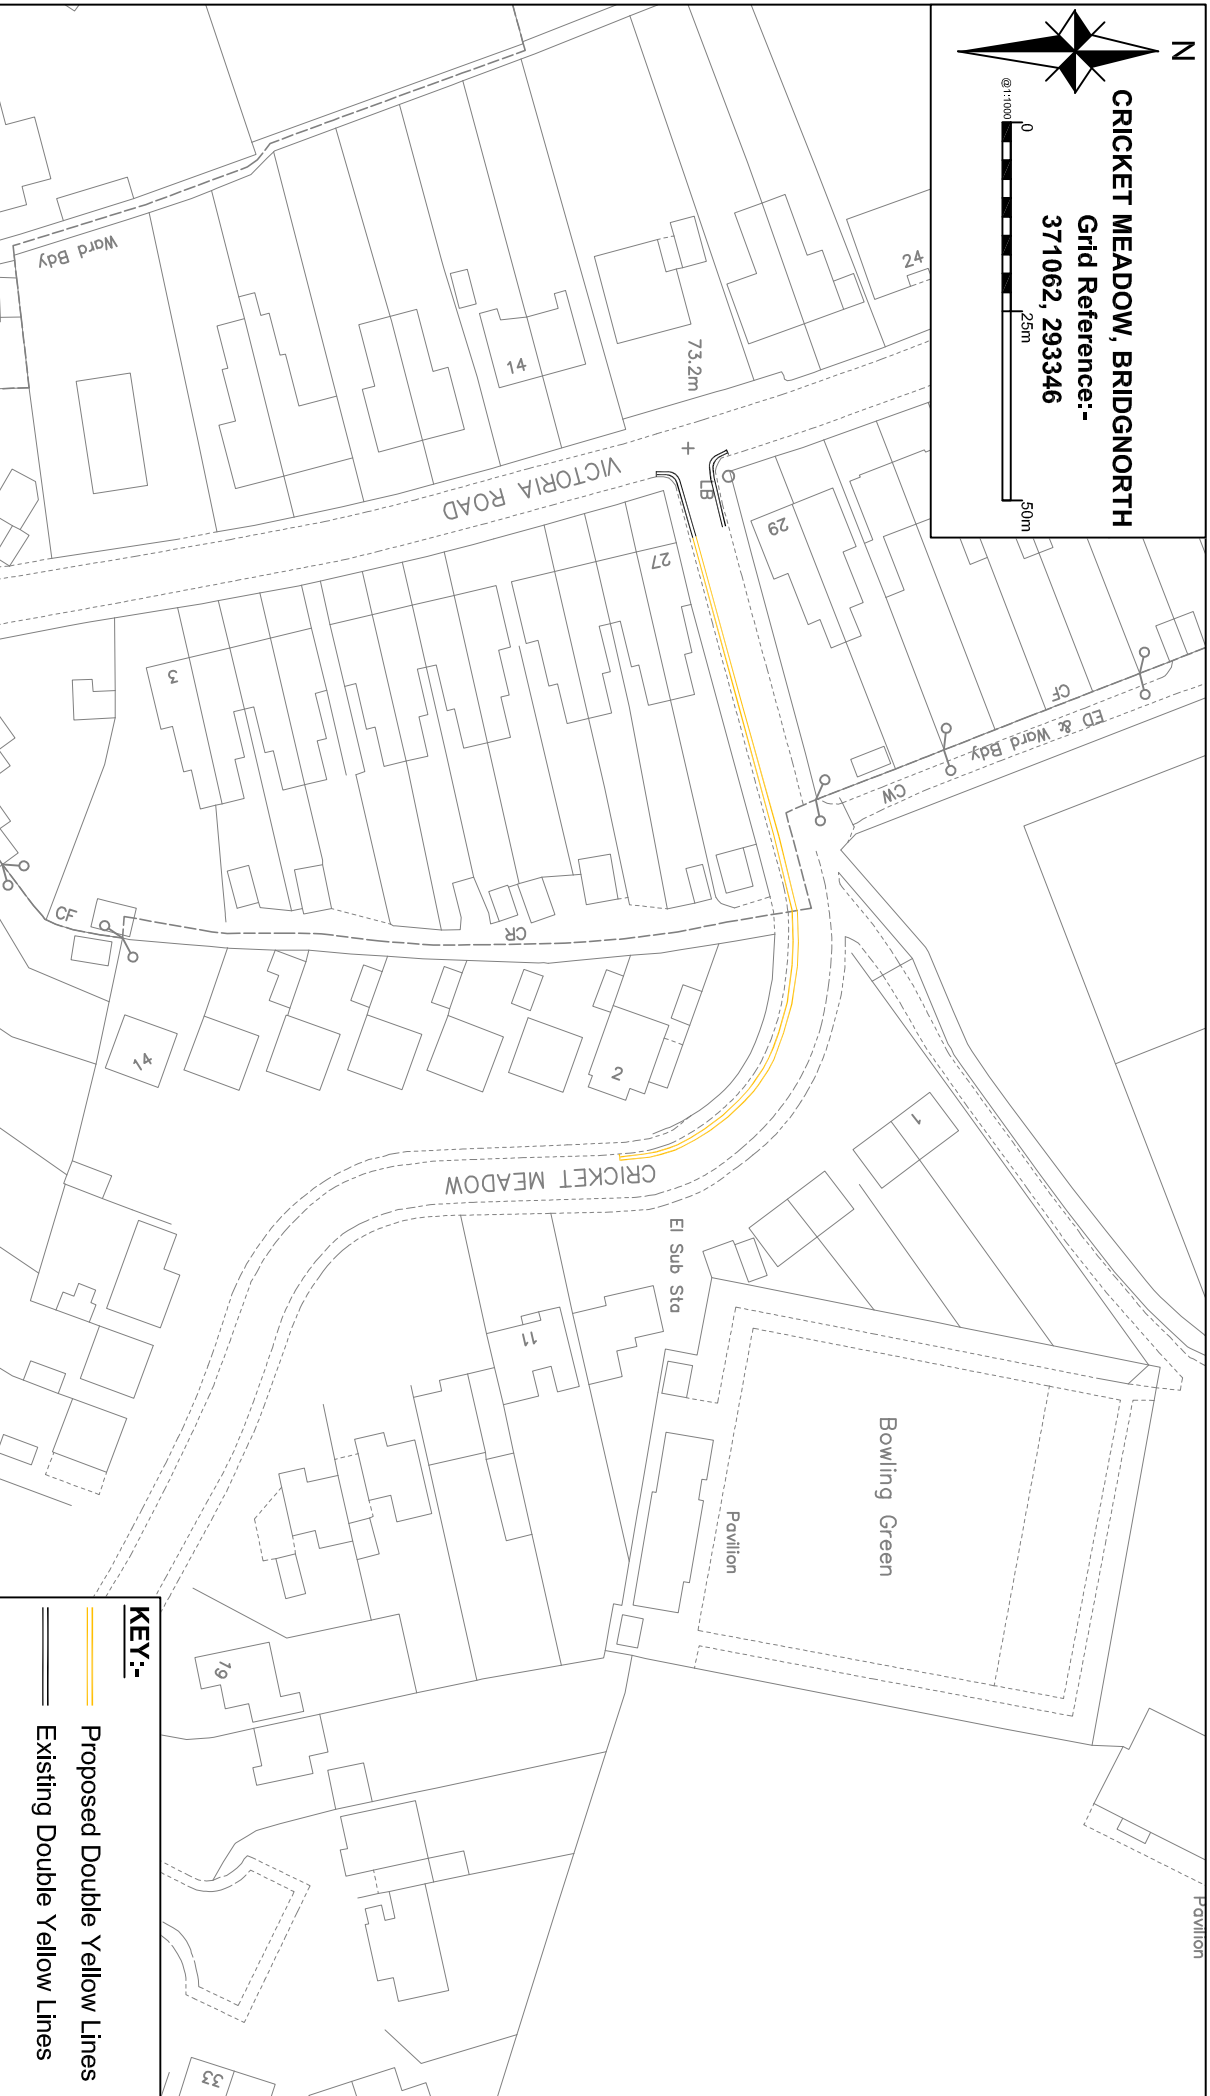 N
CRICKET MEADOW, BRIDGNORTH
Grid Reference:-
371062, 293346
@1:1000
0
25m
50m
24
73.2m
14
Ward Bdy
VICTORIA ROAD
LB
29
27
3
CF
ED & Ward Bdy
CW
CR
CF
14
2
1
CRICKET MEADOW
El Sub Sta
11
Bowling Green
Pavilion
19
Pavilion
33
KEY:-
Proposed Double Yellow Lines
Existing Double Yellow Lines